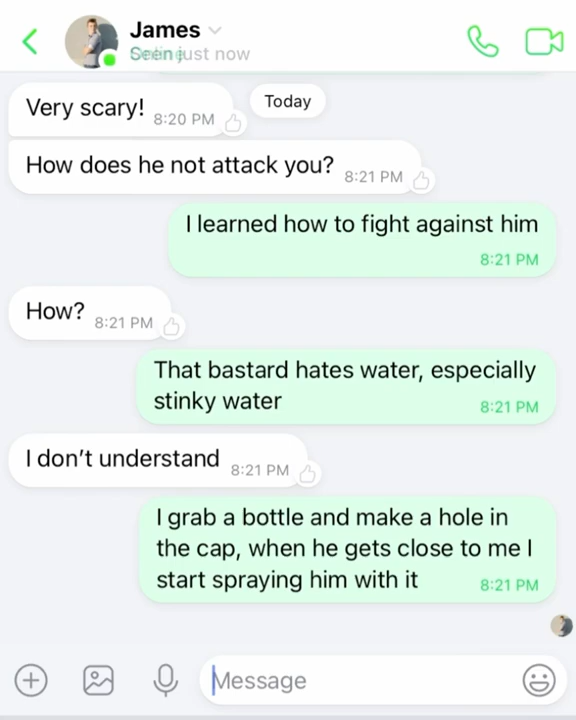 James
just now
Today
Very scary! 8:20 PM
How does he not attack you? 8:21 PM
I learned how to fight against him
8:21 PM
How? 8:21 PM
That bastard hates water, especially
stinky water 8:21 PM
I don't understand 8:21 PM
I grab a bottle and make a hole in
the cap, when he gets close to me I
start spraying him with it 8:21 PM
Message